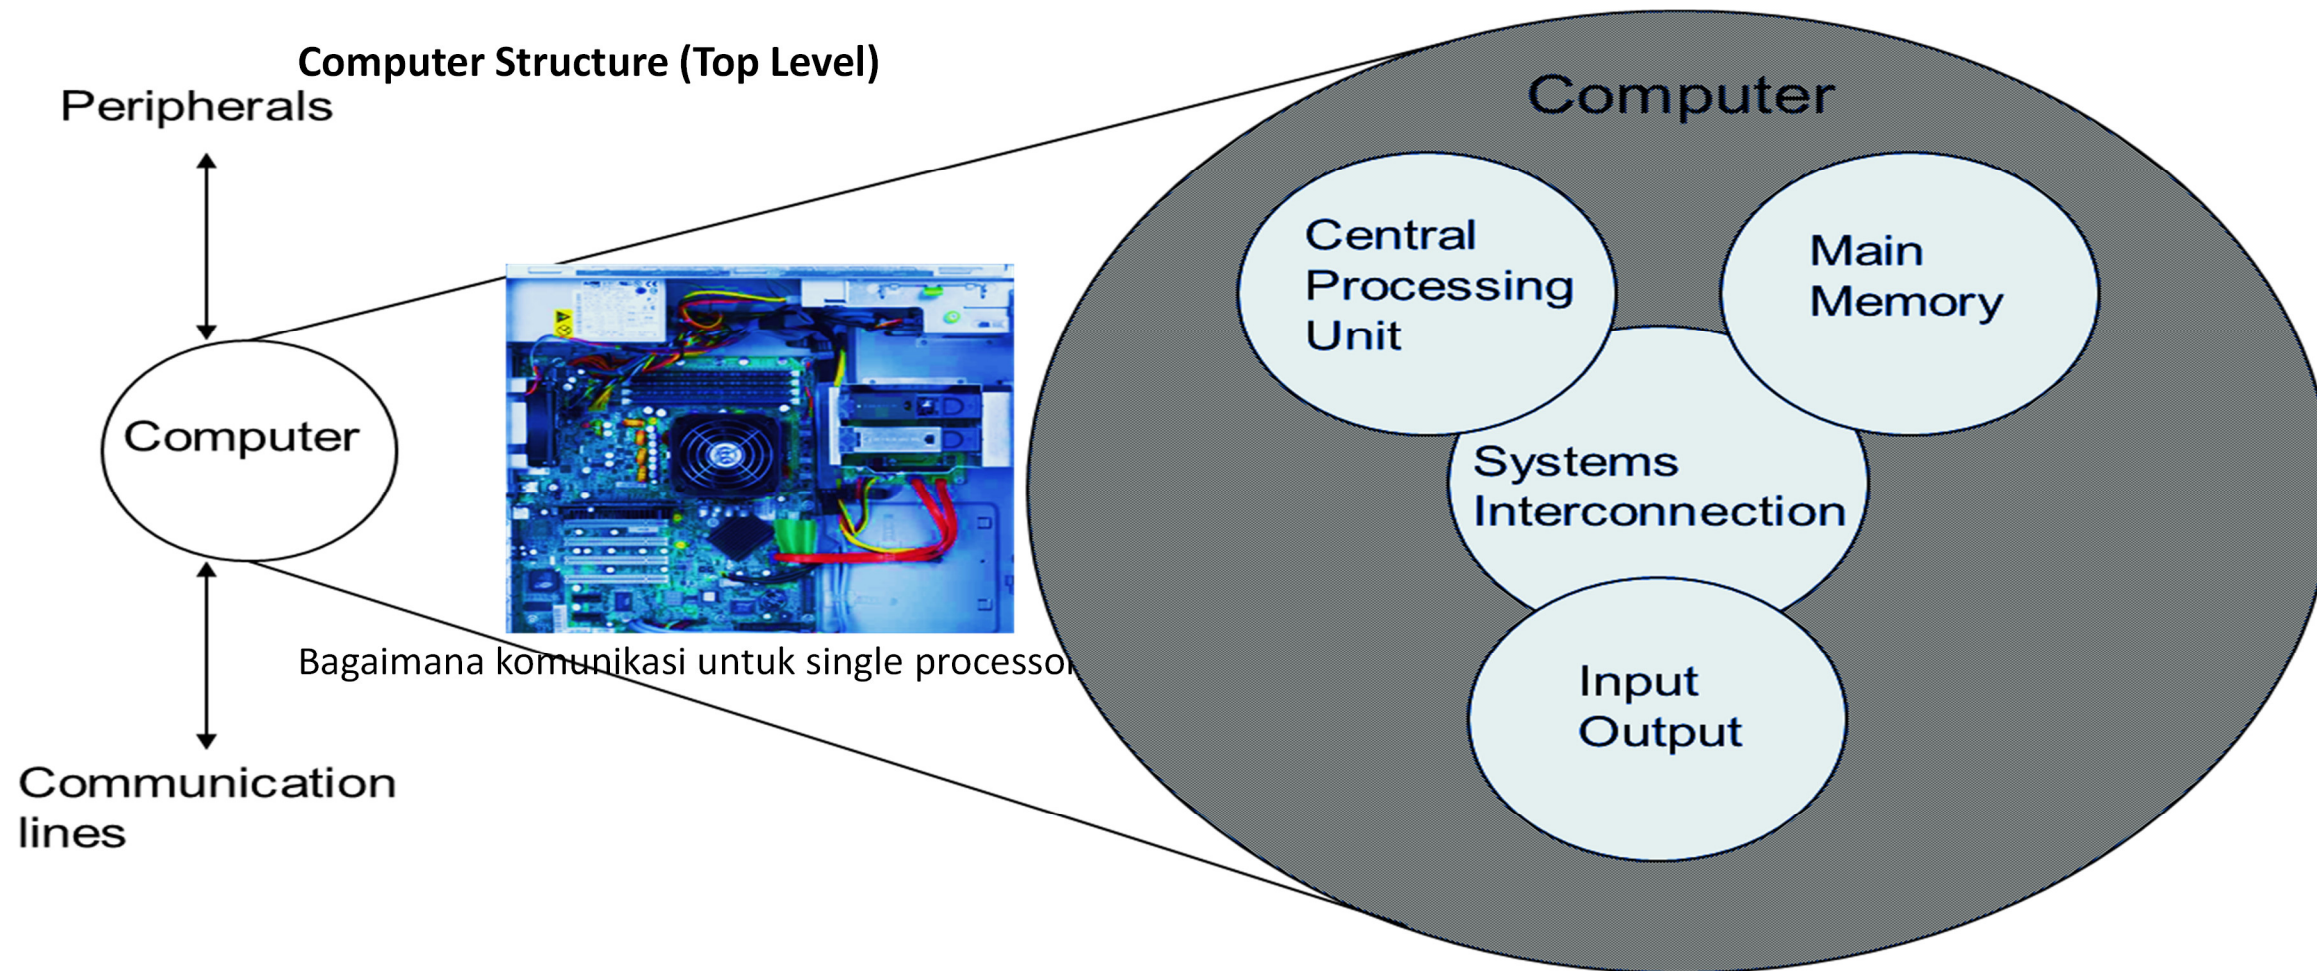 Computer Structure (Top Level)
Peripherals
Computer
Communication
lines
Bagaimana komunikasi untuk single processor
Computer
Central
Processing
Unit
Main
Memory
Systems
Interconnection
Input
Output